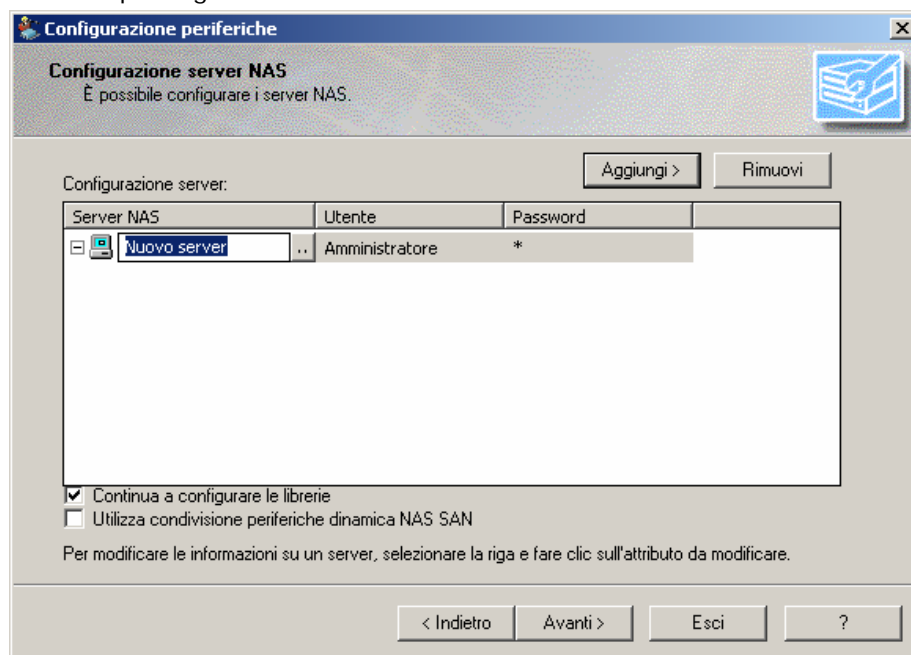 Configurazione periferiche
Configurazione server NAS
È possibile configurare i server NAS.
Aggiungi >
Rimuovi
Configurazione server:
Server NAS Utente Password
Nuovo server .. Amministratore *
Continua a configurare le librerie
Utilizza condivisione periferiche dinamica NAS SAN
Per modificare le informazioni su un server, selezionare la riga e fare clic sull'attributo da modificare.
< Indietro Avanti > Esci ?